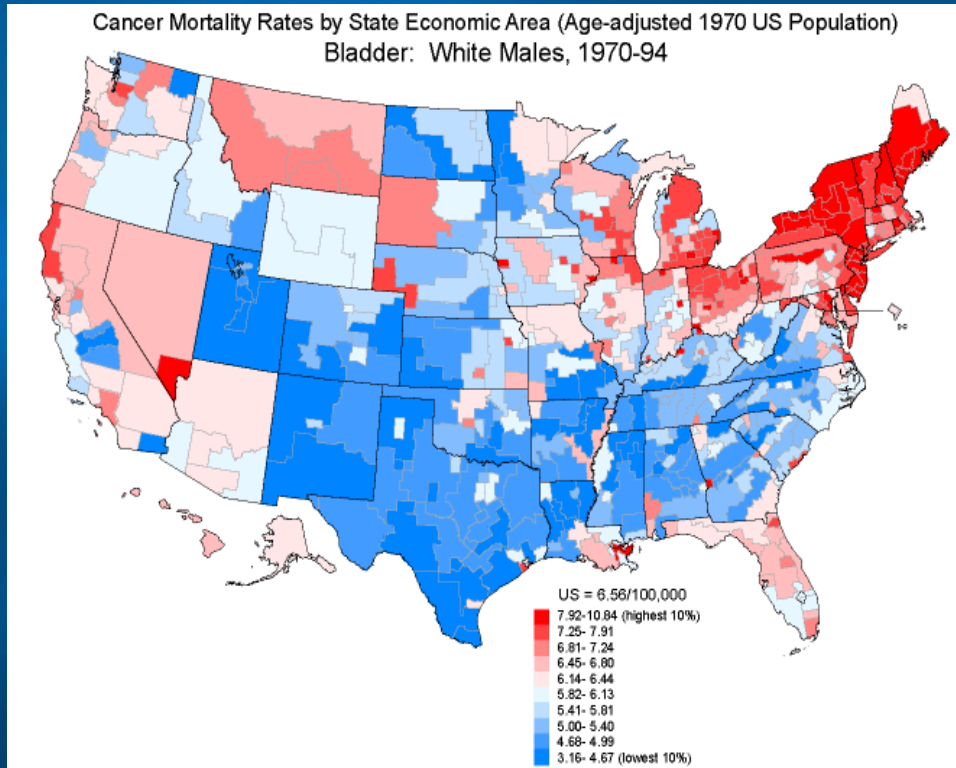 Cancer Mortality Rates by State Economic Area (Age-adjusted 1970 US Population)
Bladder: White Males, 1970-94
US = 6.56/100,000
7.92-10.84 (highest 10%)
7.25- 7.91
6.81- 7.24
6.45- 6.80
6.14- 6.44
5.82- 6.13
5.41- 5.81
5.00- 5.40
4.68- 4.99
3.16- 4.67 (lowest 10%)